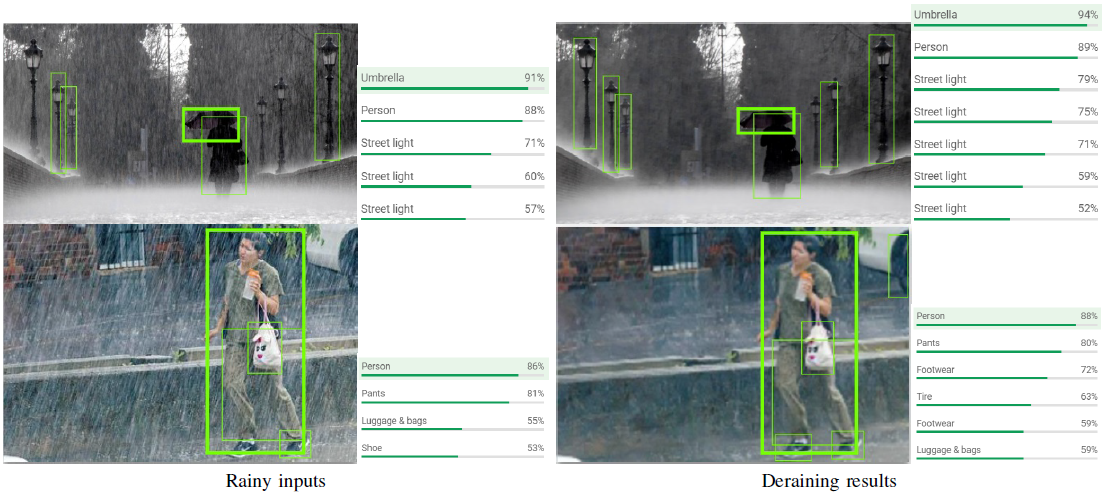 Umbrella 91%
Person 88%
Street light 71%
Street light 60%
Street light 57%
Umbrella 94%
Person 89%
Street light 79%
Street light 75%
Street light 71%
Street light 59%
Street light 52%
Person 86%
Pants 81%
Luggage & bags 55%
Shoe 53%
Person 88%
Pants 80%
Footwear 72%
Tire 63%
Footwear 59%
Luggage & bags 59%
Rainy inputs
Deraining results